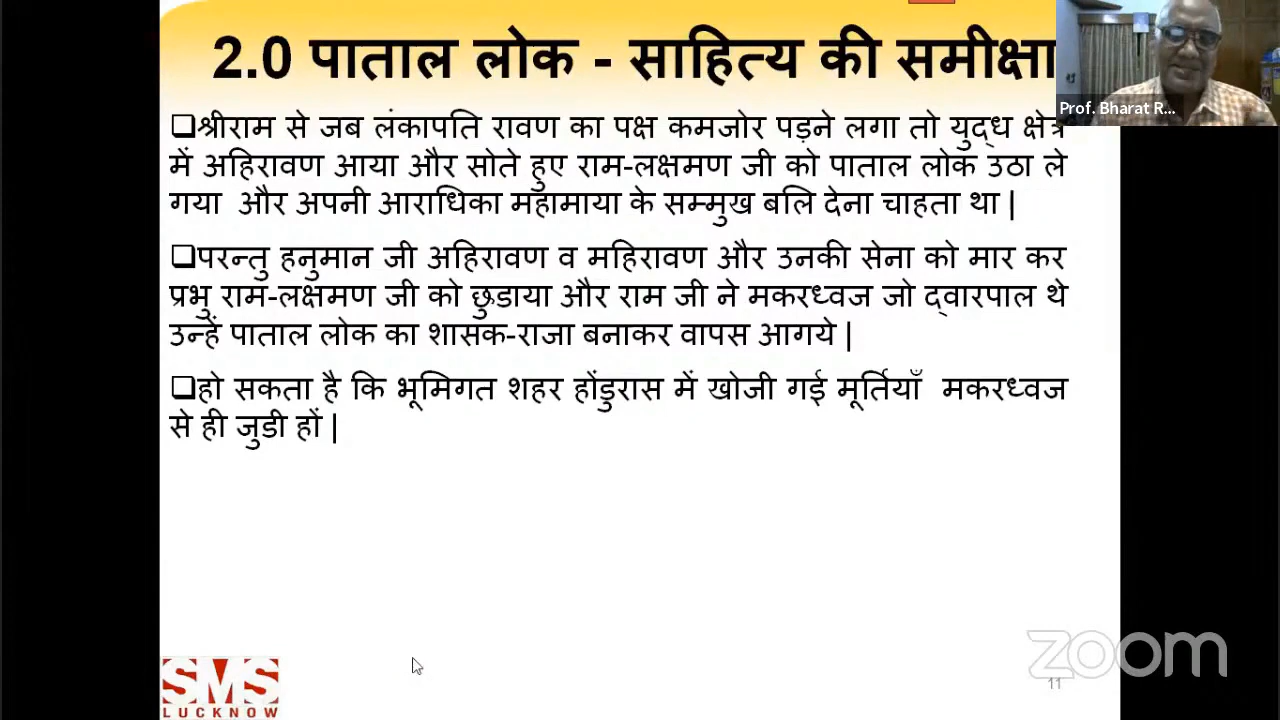 2.0 पाताल लोक - साहित्य की समीक्षा
Prof. Bharat R...
❑श्रीराम से जब लंकापति रावण का पक्ष कमजोर पड़ने लगा तो युद्ध क्षेत्र
में अहिरावण आया और सोते हुए राम-लक्षमण जी को पाताल लोक उठा ले
गया और अपनी आराधिका महामाया के सम्मुख बलि देना चाहता था |
❑परन्तु हनुमान जी अहिरावण व महिरावण और उनकी सेना को मार कर
प्रभु राम-लक्षमण जी को छुडाया और राम जी ने मकरध्वज जो द्वारपाल थे
उन्हें पाताल लोक का शासक-राजा बनाकर वापस आगये |
❑हो सकता है कि भूमिगत शहर होंडुरास में खोजी गई मूर्तियाँ मकरध्वज
से ही जुडी हों |
zoom
11
SMS
LUCKNOW